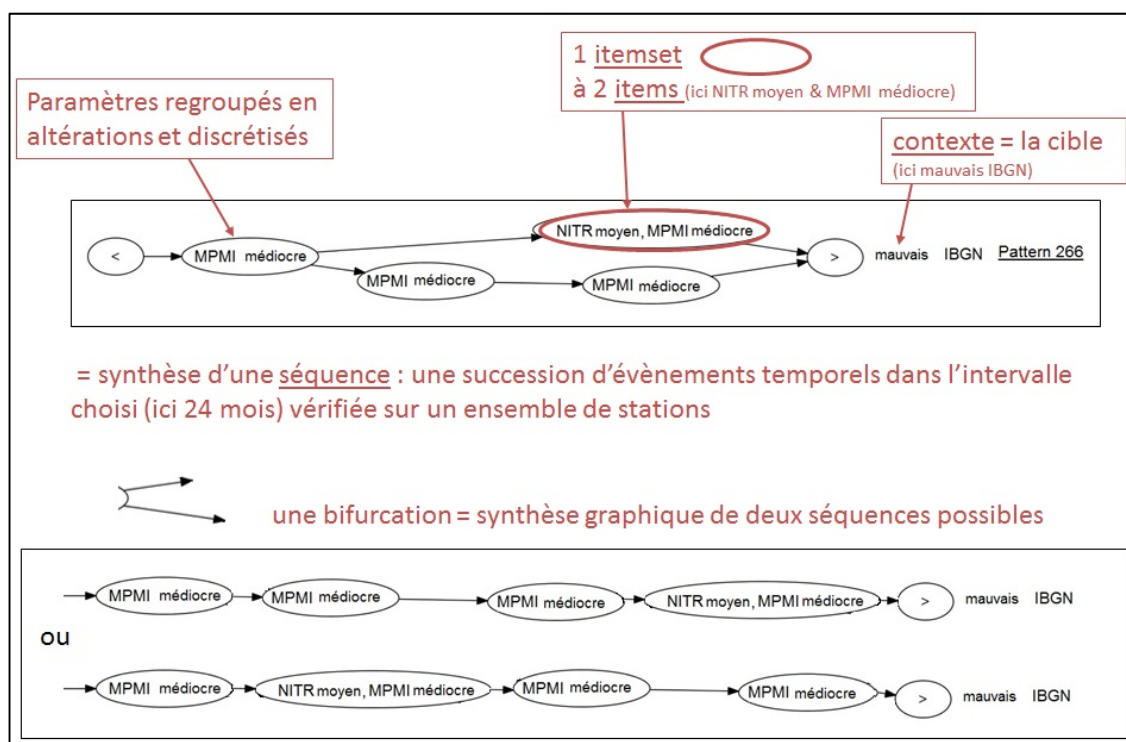 1 itemset
à 2 items (ici NITR moyen & MPMI médiocre)
Paramètres regroupés en
altérations et discrétisés
contexte = la cible
(ici mauvais IBGN)
< MPMI médiocre NITR moyen, MPMI médiocre > mauvais IBGN Pattern 266
MPMI médiocre MPMI médiocre
= synthèse d’une séquence : une succession d’évènements temporels dans l’intervalle
choisi (ici 24 mois) vérifiée sur un ensemble de stations
une bifurcation = synthèse graphique de deux séquences possibles
MPMI médiocre MPMI médiocre MPMI médiocre NITR moyen, MPMI médiocre > mauvais IBGN
ou
MPMI médiocre NITR moyen, MPMI médiocre MPMI médiocre MPMI médiocre > mauvais IBGN